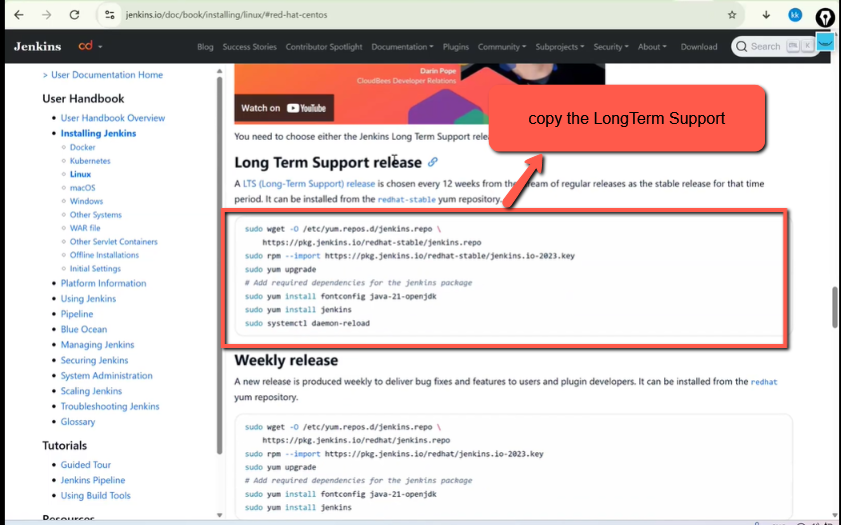 jenkins.io/doc/book/installing/linux/#red-hat-centos
kk
Jenkins
cd
Blog Success Stories Contributor Spotlight Documentation Plugins Community Subprojects Security About Download
Search K
> User Documentation Home
User Handbook
User Handbook Overview
Installing Jenkins
Docker
Kubernetes
Linux
macOS
Windows
Other Systems
WAR file
Other Servlet Containers
Offline Installations
Initial Settings
Platform Information
Using Jenkins
Pipeline
Blue Ocean
Managing Jenkins
Securing Jenkins
System Administration
Scaling Jenkins
Troubleshooting Jenkins
Glossary
Tutorials
Guided Tour
Jenkins Pipeline
Using Build Tools
Resources
Darin Pope
CloudBees Developer Relations
Watch on YouTube
copy the LongTerm Support
You need to choose either the Jenkins Long Term Support
Long Term Support release
A LTS (Long-Term Support) release is chosen every 12 weeks from the stream of regular releases as the stable release for that time
period. It can be installed from the redhat-stable yum repository.
sudo wget -O /etc/yum.repos.d/jenkins.repo \
https://pkg.jenkins.io/redhat-stable/jenkins.repo
sudo rpm --import https://pkg.jenkins.io/redhat-stable/jenkins.io-2023.key
sudo yum upgrade
# Add required dependencies for the jenkins package
sudo yum install fontconfig java-21-openjdk
sudo yum install jenkins
sudo systemctl daemon-reload
Weekly release
A new release is produced weekly to deliver bug fixes and features to users and plugin developers. It can be installed from the redhat
yum repository.
sudo wget -O /etc/yum.repos.d/jenkins.repo \
https://pkg.jenkins.io/redhat/jenkins.repo
sudo rpm --import https://pkg.jenkins.io/redhat/jenkins.io-2023.key
sudo yum upgrade
# Add required dependencies for the jenkins package
sudo yum install fontconfig java-21-openjdk
sudo yum install jenkins